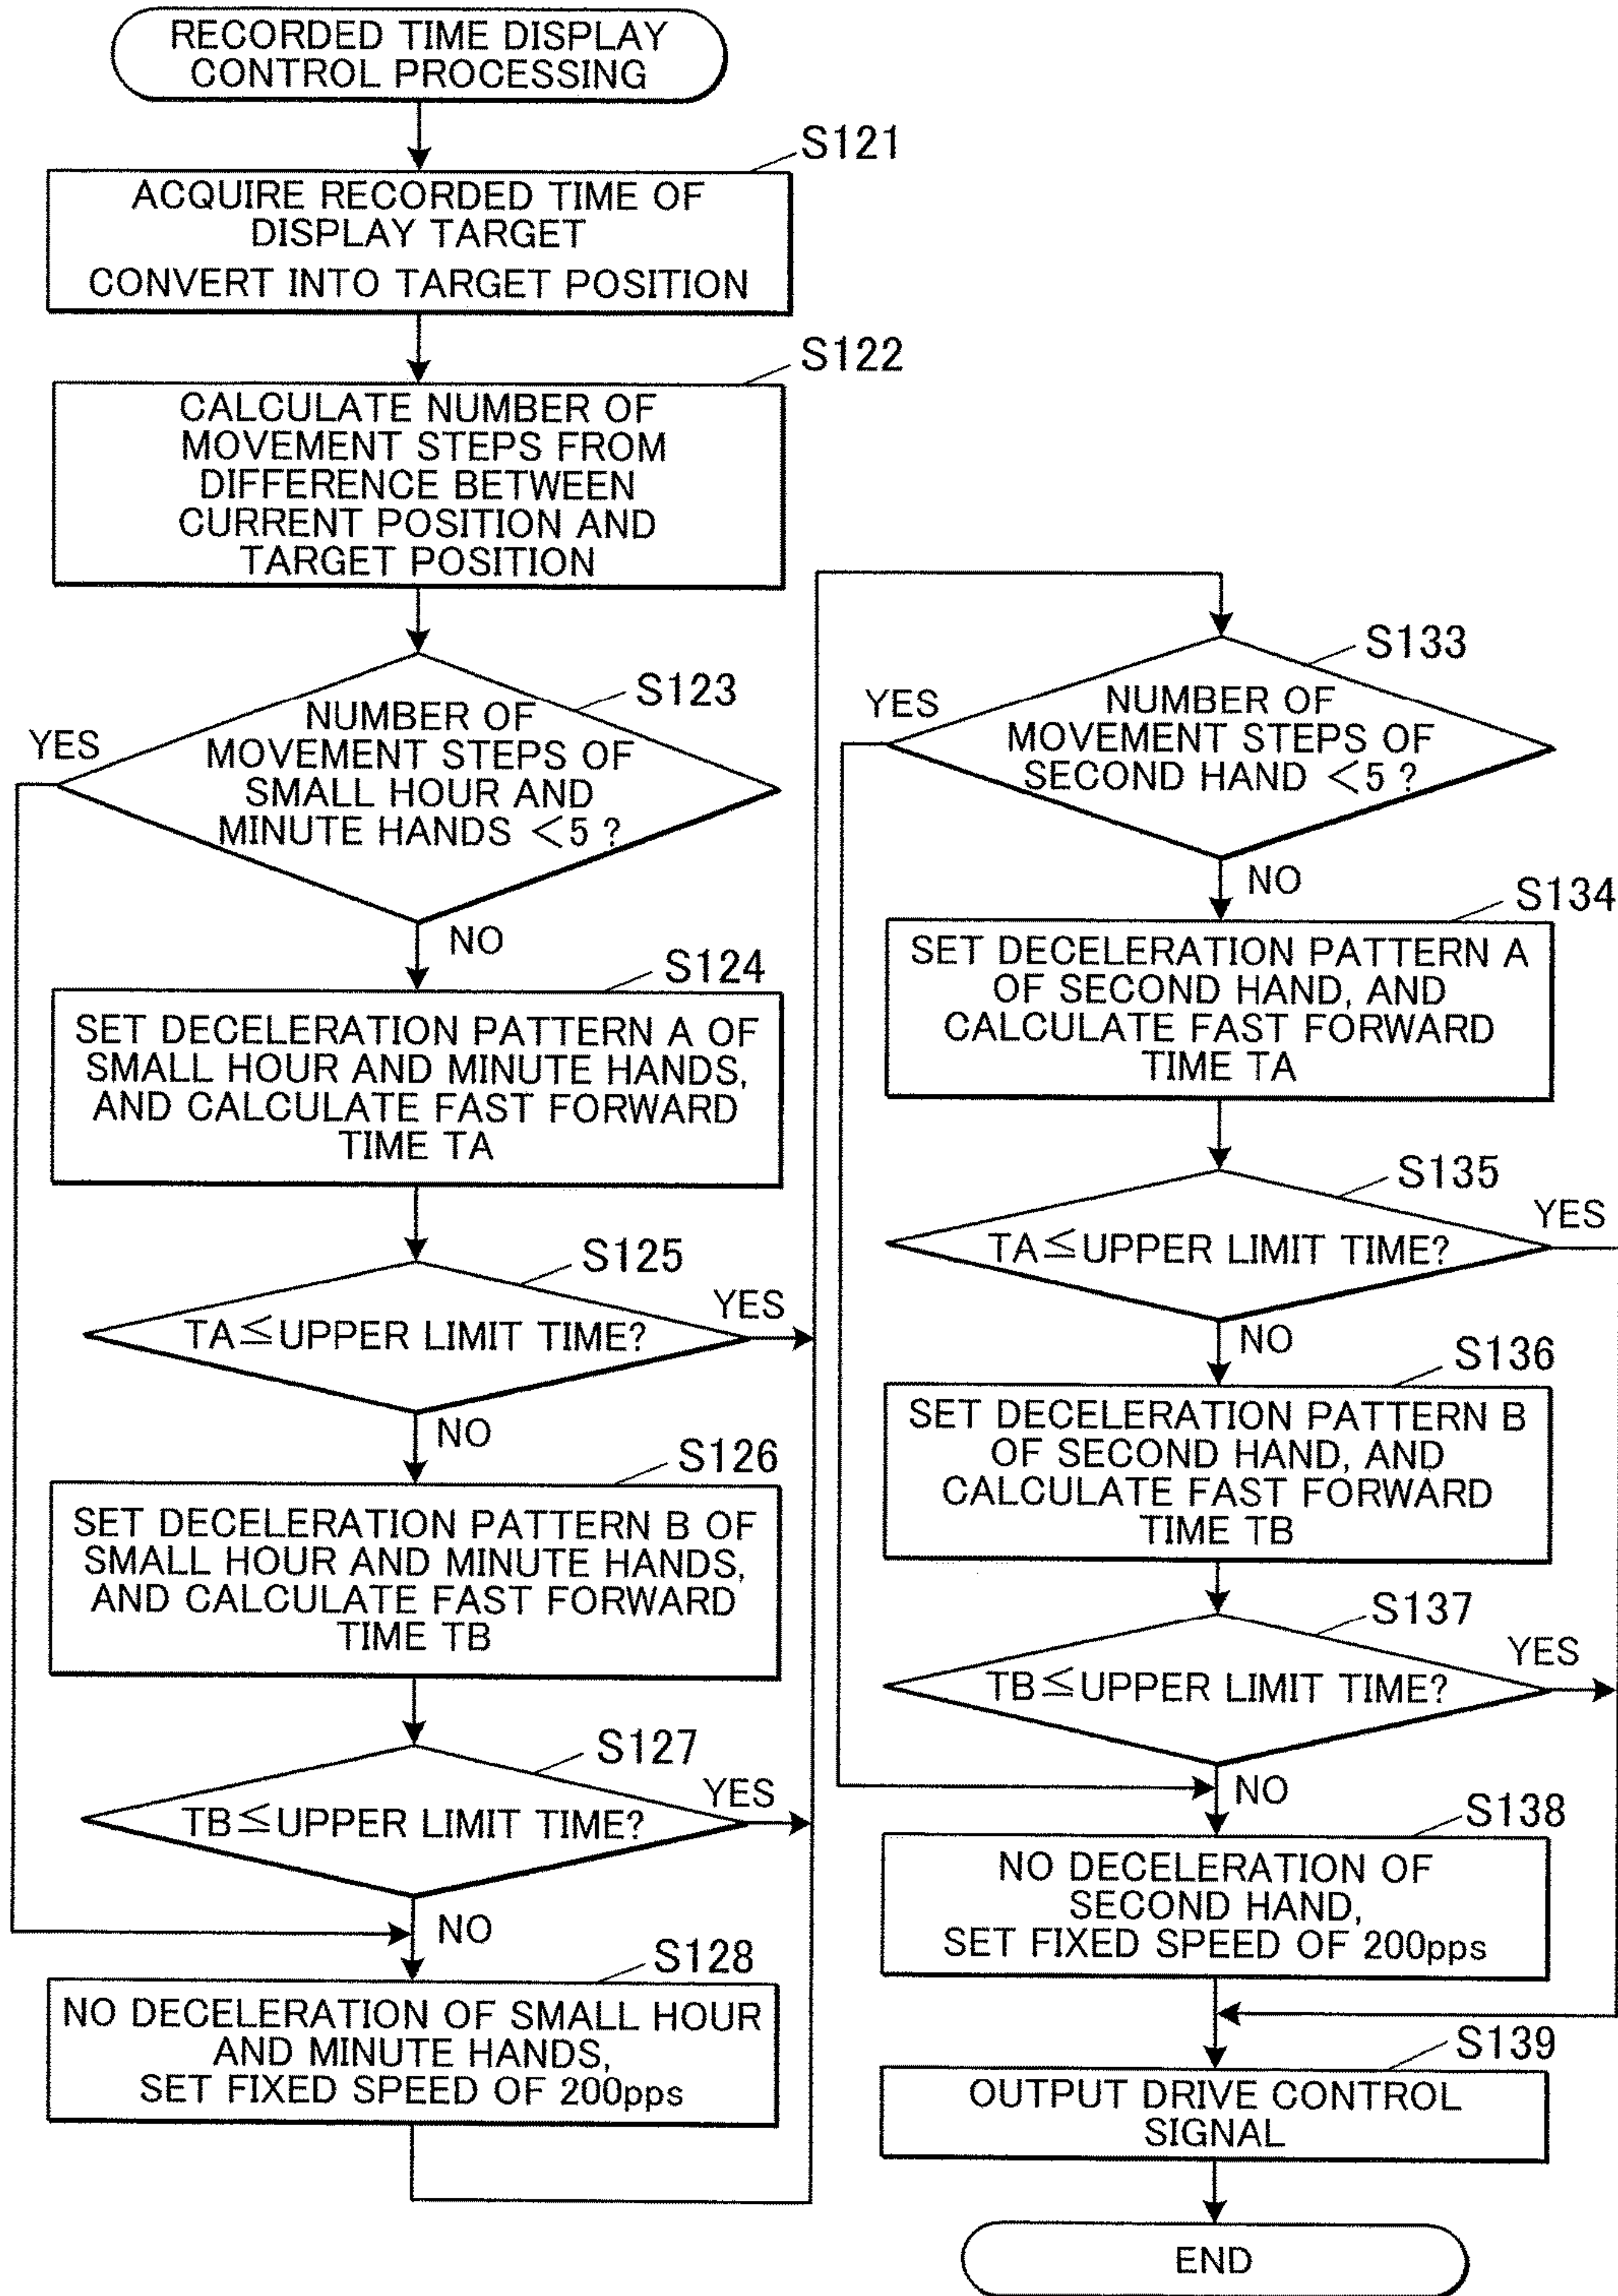 RECORDED TIME DISPLAY
CONTROL PROCESSING
S121
ACQUIRE RECORDED TIME OF
DISPLAY TARGET
CONVERT INTO TARGET POSITION
S122
CALCULATE NUMBER OF
MOVEMENT STEPS FROM
DIFFERENCE BETWEEN
CURRENT POSITION AND
TARGET POSITION
S123
YES
NUMBER OF
MOVEMENT STEPS OF
SMALL HOUR AND
MINUTE HANDS <5 ?
NO
S124
SET DECELERATION PATTERN A OF
SMALL HOUR AND MINUTE HANDS,
AND CALCULATE FAST FORWARD
TIME TA
S125
YES
TA≦UPPER LIMIT TIME?
NO
S126
SET DECELERATION PATTERN B OF
SMALL HOUR AND MINUTE HANDS,
AND CALCULATE FAST FORWARD
TIME TB
S127
YES
TB≦UPPER LIMIT TIME?
NO
S128
NO DECELERATION OF SMALL HOUR
AND MINUTE HANDS,
SET FIXED SPEED OF 200pps
S133
YES
NUMBER OF
MOVEMENT STEPS OF
SECOND HAND <5 ?
NO
S134
SET DECELERATION PATTERN A
OF SECOND HAND, AND
CALCULATE FAST FORWARD
TIME TA
S135
YES
TA≦UPPER LIMIT TIME?
NO
S136
SET DECELERATION PATTERN B
OF SECOND HAND, AND
CALCULATE FAST FORWARD
TIME TB
S137
YES
TB≦UPPER LIMIT TIME?
NO
S138
NO DECELERATION OF
SECOND HAND,
SET FIXED SPEED OF 200pps
S139
OUTPUT DRIVE CONTROL
SIGNAL
END